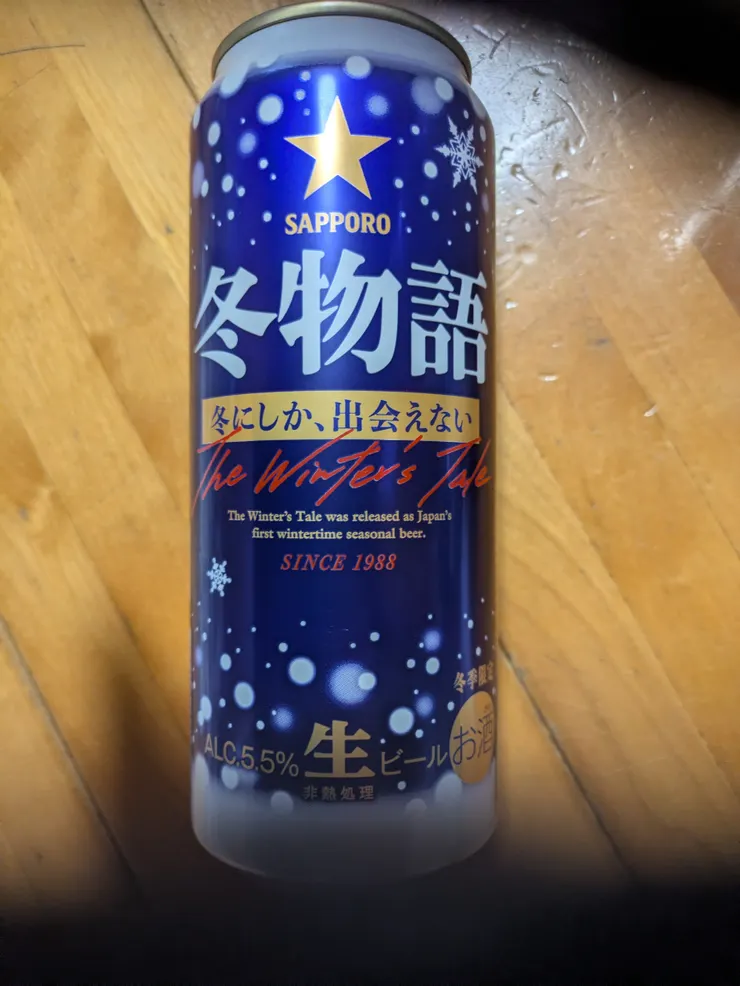 SAPPORO
冬物語
冬にしか、出会えない
The Winter's Tale
The Winter's Tale was released as Japan's
first wintertime seasonal beer.
SINCE 1988
冬季限定
ALC.5.5% 生ビール お酒
非熱処理